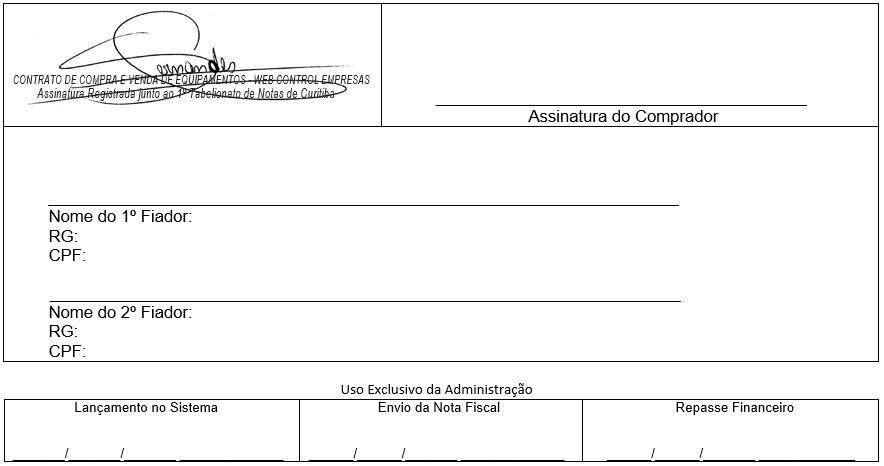 Fernandes
CONTRATO DE COMPRA E VENDA DE EQUIPAMENTOS - WEB CONTROL EMPRESAS
Assinatura Registrada junto ao 1º Tabelionato de Notas de Curitiba
Assinatura do Comprador
Nome do 1º Fiador:
RG:
CPF:
Nome do 2º Fiador:
RG:
CPF:
Uso Exclusivo da Administração
Lançamento no Sistema
Envio da Nota Fiscal
Repasse Financeiro